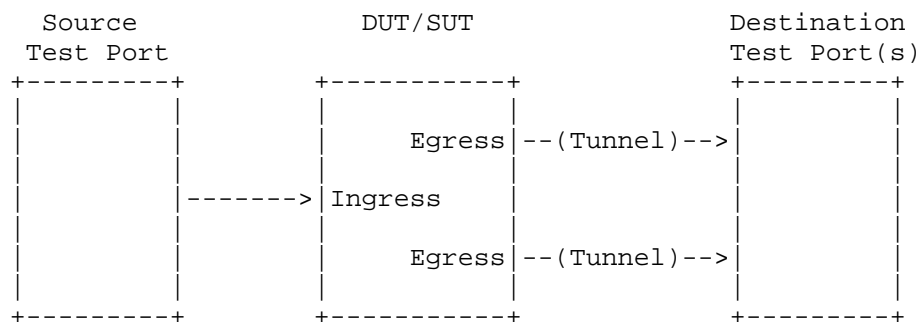 Source DUT/SUT Destination
Test Port Test Port(s)
+---------+ +-----------+ +---------+
| | | | | |
| | | Egress|--(Tunnel)-->| |
| | | | | |
| |------->|Ingress | | |
| | | | | |
| | | Egress|--(Tunnel)-->| |
| | | | | |
+---------+ +-----------+ +---------+